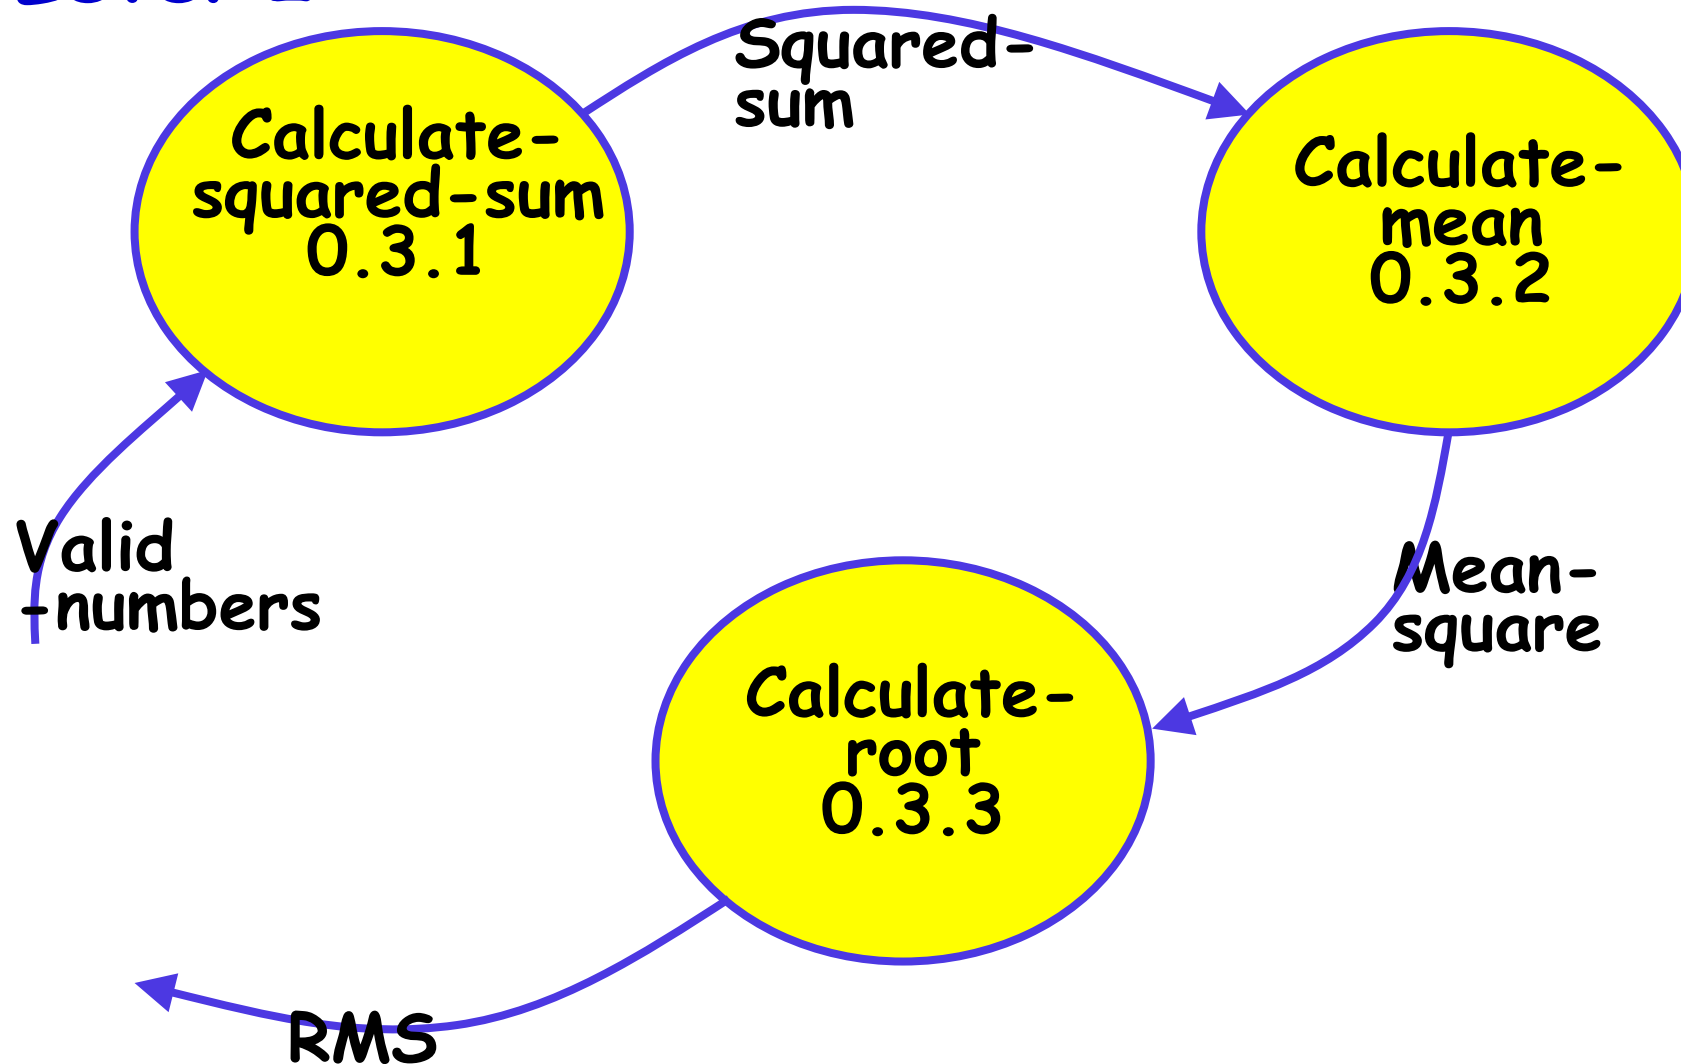 Squared-
sum
Calculate-
squared-sum
0.3.1
Calculate-
mean
0.3.2
Valid
-numbers
Mean-
square
Calculate-
root
0.3.3
RMS